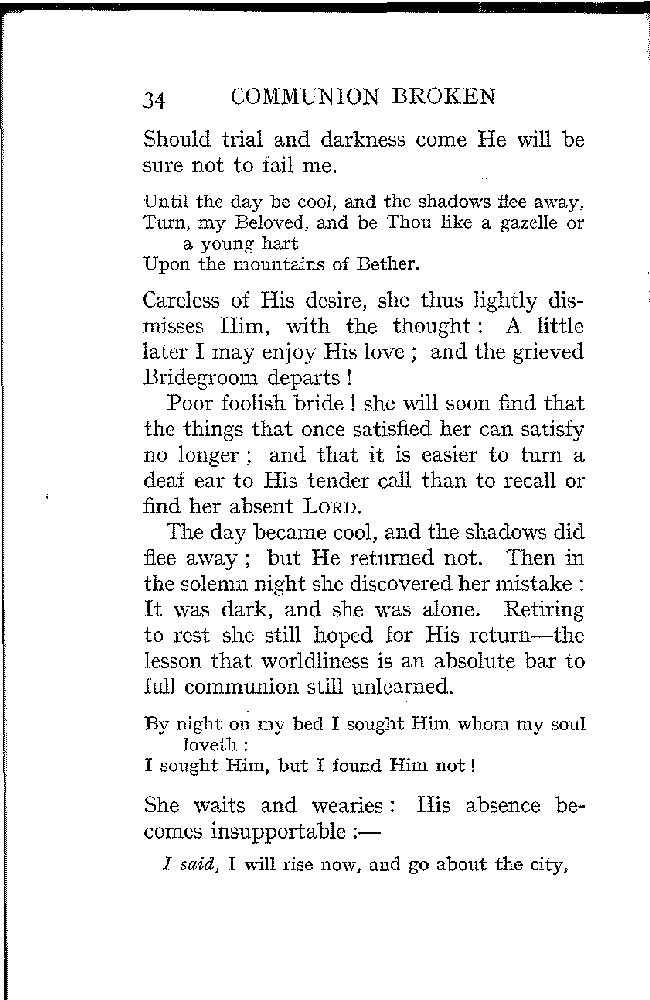 34 COMMUNION BROKEN
Should trial and darkness come He will be
sure not to fail me.
Until the day be cool, and the shadows flee away,
Turn, my Beloved, and be Thou like a gazelle or
a young hart
Upon the mountains of Bether.
Careless of His desire, she thus lightly dis-
misses Him, with the thought : A little
later I may enjoy His love ; and the grieved
Bridegroom departs !
Poor foolish bride ! she will soon find that
the things that once satisfied her can satisfy
no longer ; and that it is easier to turn a
deaf ear to His tender call than to recall or
find her absent LORD.
The day became cool, and the shadows did
flee away ; but He returned not. Then in
the solemn night she discovered her mistake :
It was dark, and she was alone. Retiring
to rest she still hoped for His return—the
lesson that worldliness is an absolute bar to
full communion still unlearned.
By night on my bed I sought Him whom my soul
loveth :
I sought Him, but I found Him not !
She waits and wearies : His absence be-
comes insupportable :—
I said, I will rise now, and go about the city,